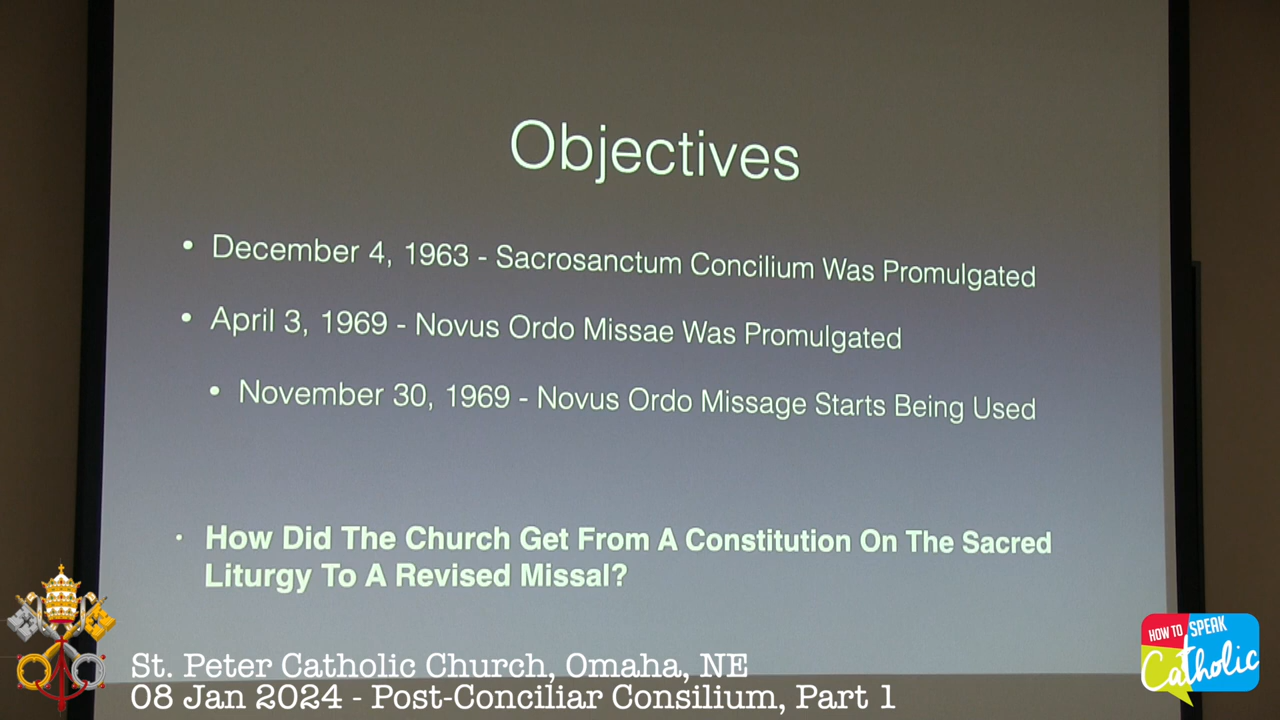 Objectives
• December 4, 1963 - Sacrosanctum Concilium Was Promulgated
• April 3, 1969 - Novus Ordo Missae Was Promulgated
• November 30, 1969 - Novus Ordo Missage Starts Being Used
• How Did The Church Get From A Constitution On The Sacred
Liturgy To A Revised Missal?
St. Peter Catholic Church, Omaha, NE
08 Jan 2024 - Post-Conciliar Consilium, Part 1
HOW TO SPEAK
Catholic